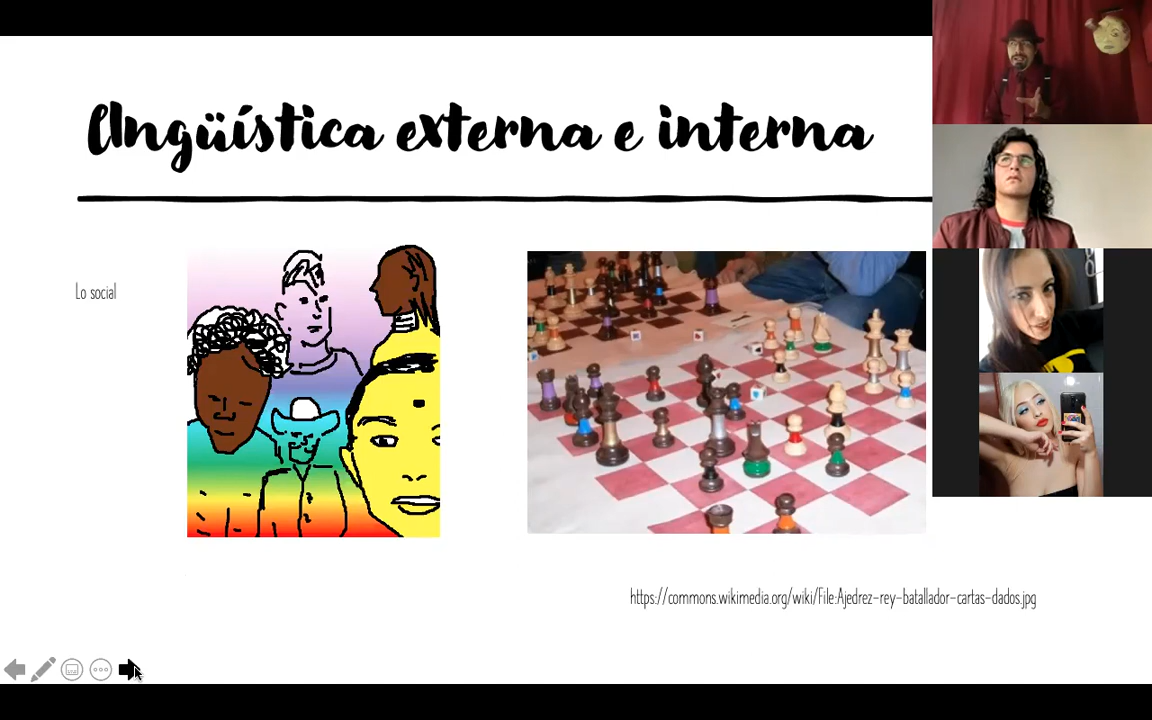 Lingüística externa e interna
Lo social
https://commons.wikimedia.org/wiki/File:Ajedrez-rey-batallador-cartas-dados.jpg